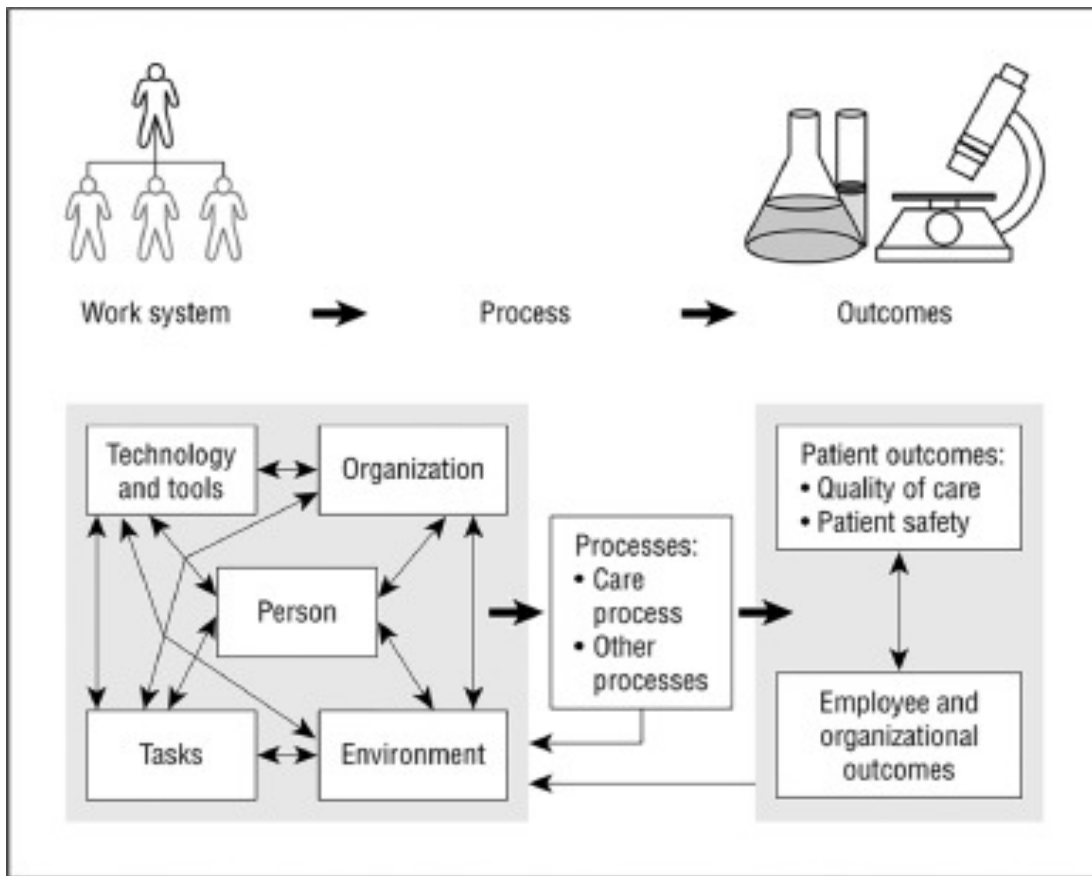 Work system
Process
Outcomes
Technology
and tools
Organization
Person
Tasks
Environment
Processes:
• Care
process
• Other
processes
Patient outcomes:
• Quality of care
• Patient safety
Employee and
organizational
outcomes